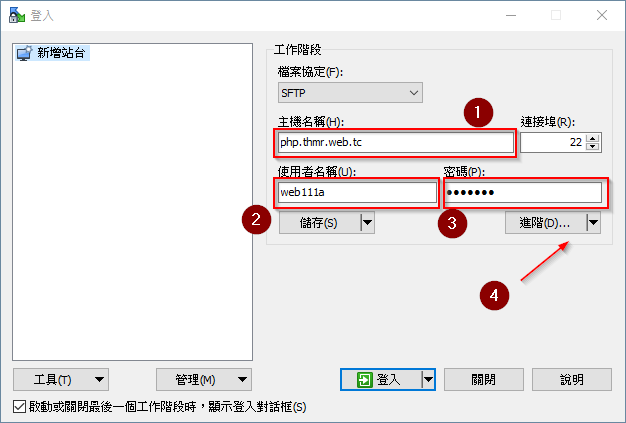 登入
新增站台
工作階段
檔案協定(F):
SFTP
1
主機名稱(H):
連接埠(R):
php.thmr.web.tc
22
使用者名稱(U):
密碼(P):
web111a
●●●●●●●
2
儲存(S)
3
進階(D)...
4
工具(T)
管理(M)
登入
關閉
說明
啟動或關閉最後一個工作階段時，顯示登入對話框(S)